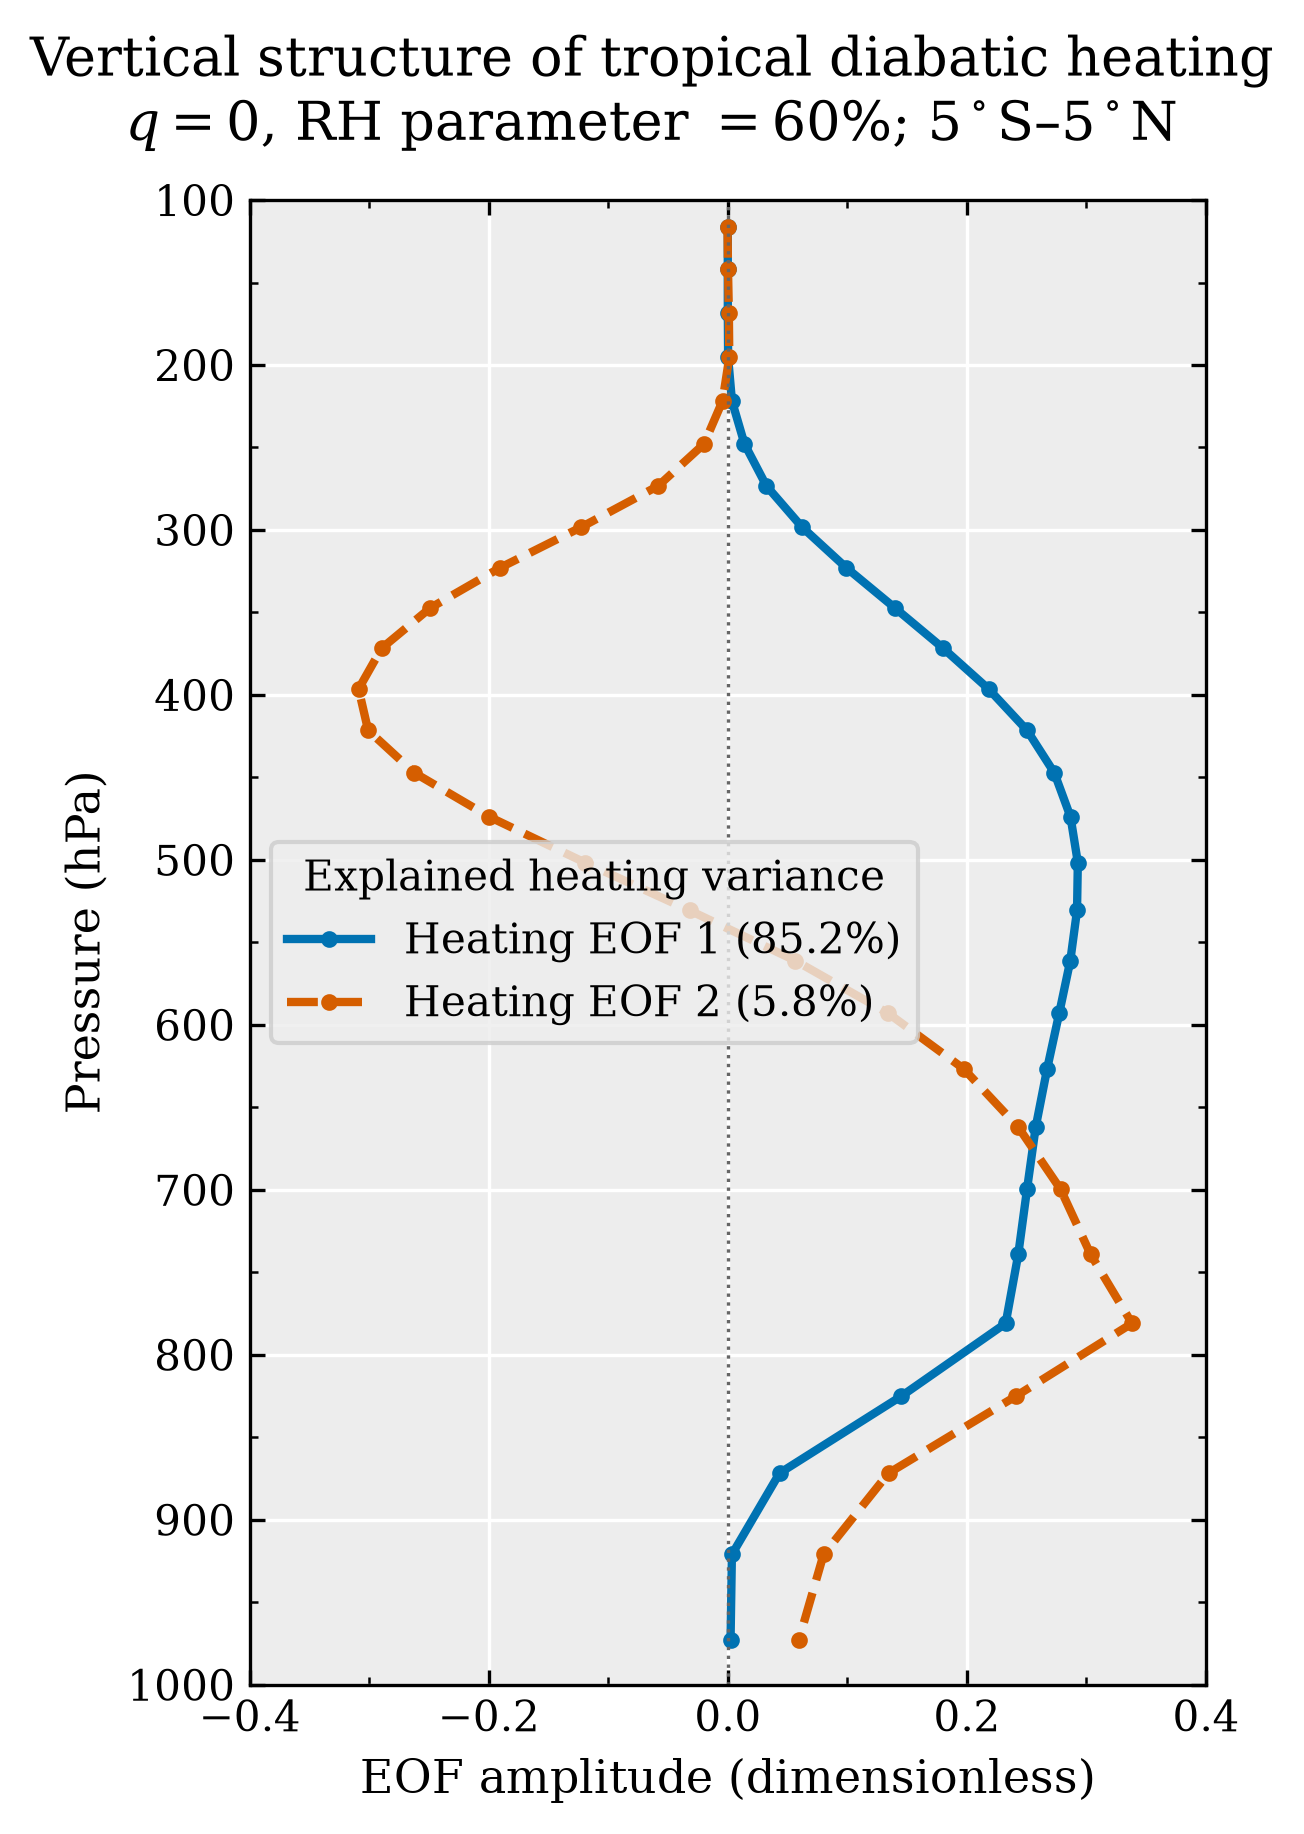 Vertical structure of tropical diabatic heating
q = 0, RH parameter = 60%; 5°S–5°N
100
200
300
400
500
600
700
800
900
1000
Pressure (hPa)
Explained heating variance
Heating EOF 1 (85.2%)
Heating EOF 2 (5.8%)
−0.4 −0.2 0.0 0.2 0.4
EOF amplitude (dimensionless)